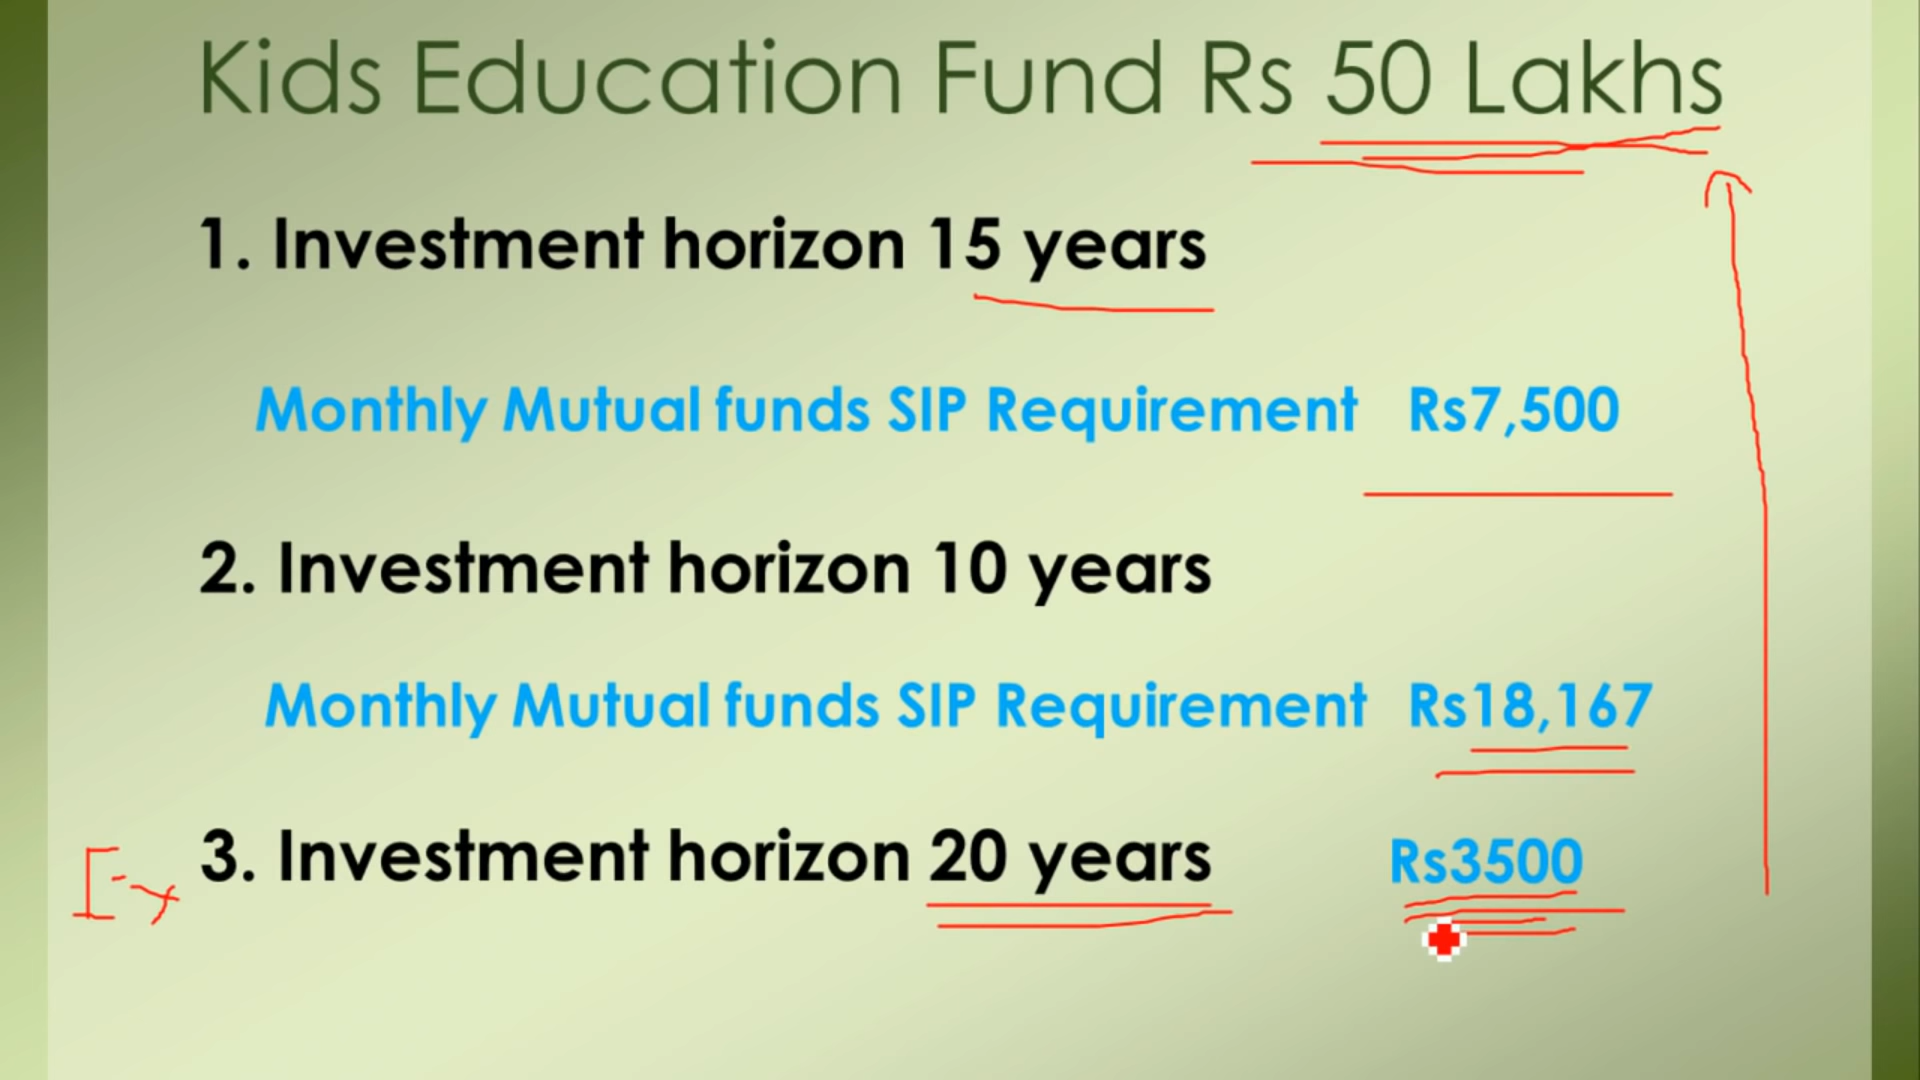 Kids Education Fund Rs 50 Lakhs
1. Investment horizon 15 years
Monthly Mutual funds SIP Requirement Rs7,500
2. Investment horizon 10 years
Monthly Mutual funds SIP Requirement Rs18,167
3. Investment horizon 20 years Rs3500